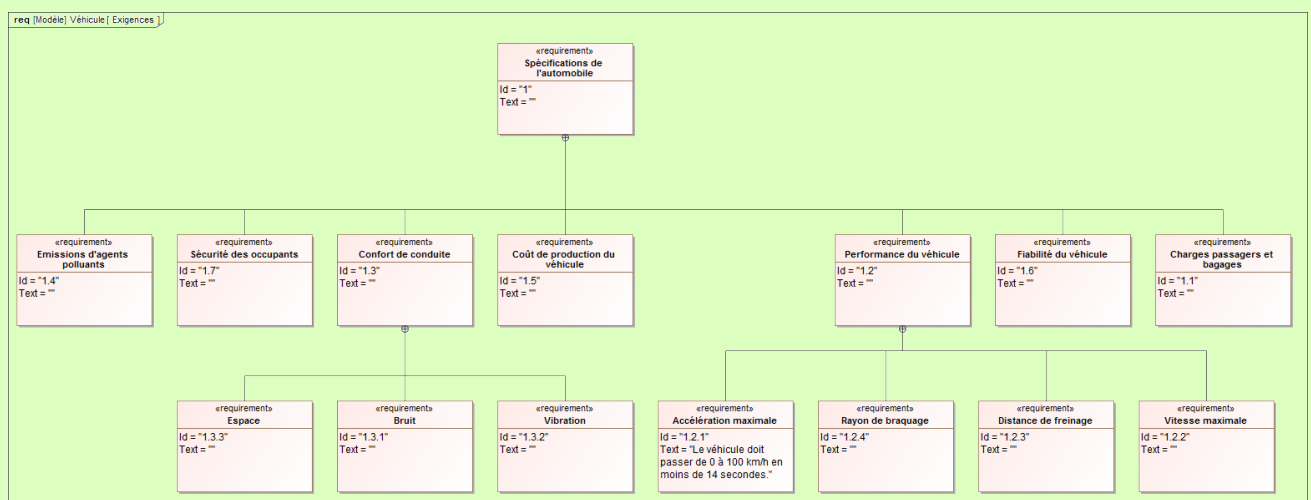 req [Modèle] Véhicule [ Exigences ]
«requirement»
Spécifications de
l'automobile
Id = "1"
Text = ""
«requirement»
Emissions d'agents
polluants
Id = "1.4"
Text = ""
«requirement»
Sécurité des occupants
Id = "1.7"
Text = ""
«requirement»
Confort de conduite
Id = "1.3"
Text = ""
«requirement»
Coût de production du
véhicule
Id = "1.5"
Text = ""
«requirement»
Performance du véhicule
Id = "1.2"
Text = ""
«requirement»
Fiabilité du véhicule
Id = "1.6"
Text = ""
«requirement»
Charges passagers et
bagages
Id = "1.1"
Text = ""
«requirement»
Espace
Id = "1.3.3"
Text = ""
«requirement»
Bruit
Id = "1.3.1"
Text = ""
«requirement»
Vibration
Id = "1.3.2"
Text = ""
«requirement»
Accélération maximale
Id = "1.2.1"
Text = "Le véhicule doit
passer de 0 à 100 km/h en
moins de 14 secondes."
«requirement»
Rayon de braquage
Id = "1.2.4"
Text = ""
«requirement»
Distance de freinage
Id = "1.2.3"
Text = ""
«requirement»
Vitesse maximale
Id = "1.2.2"
Text = ""